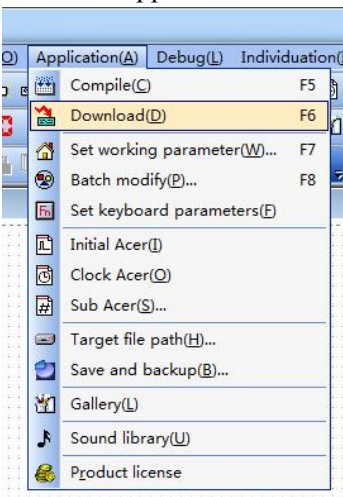 O) Application(A) Debug(L) Individuation(
Compile(C) F5
Download(D) F6
Set working parameter(W)... F7
Batch modify(P)... F8
Set keyboard parameters(F)
Initial Acer(I)
Clock Acer(O)
Sub Acer(S)...
Target file path(H)...
Save and backup(B)...
Gallery(L)
Sound library(U)
Product license